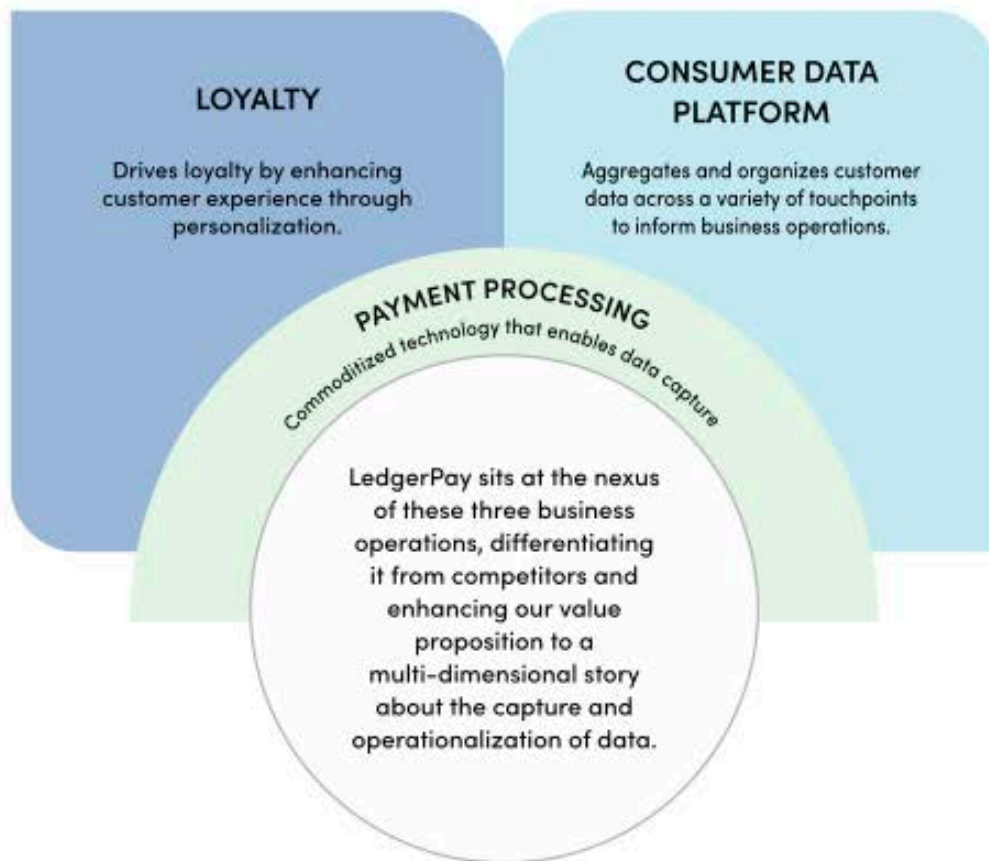 LOYALTY
Drives loyalty by enhancing
customer experience through
personalization.
CONSUMER DATA
PLATFORM
Aggregates and organizes customer
data across a variety of touchpoints
to inform business operations.
PAYMENT PROCESSING
Commoditized technology that enables data capture
LedgerPay sits at the nexus
of these three business
operations, differentiating
it from competitors and
enhancing our value
proposition to a
multi-dimensional story
about the capture and
operationalization of data.